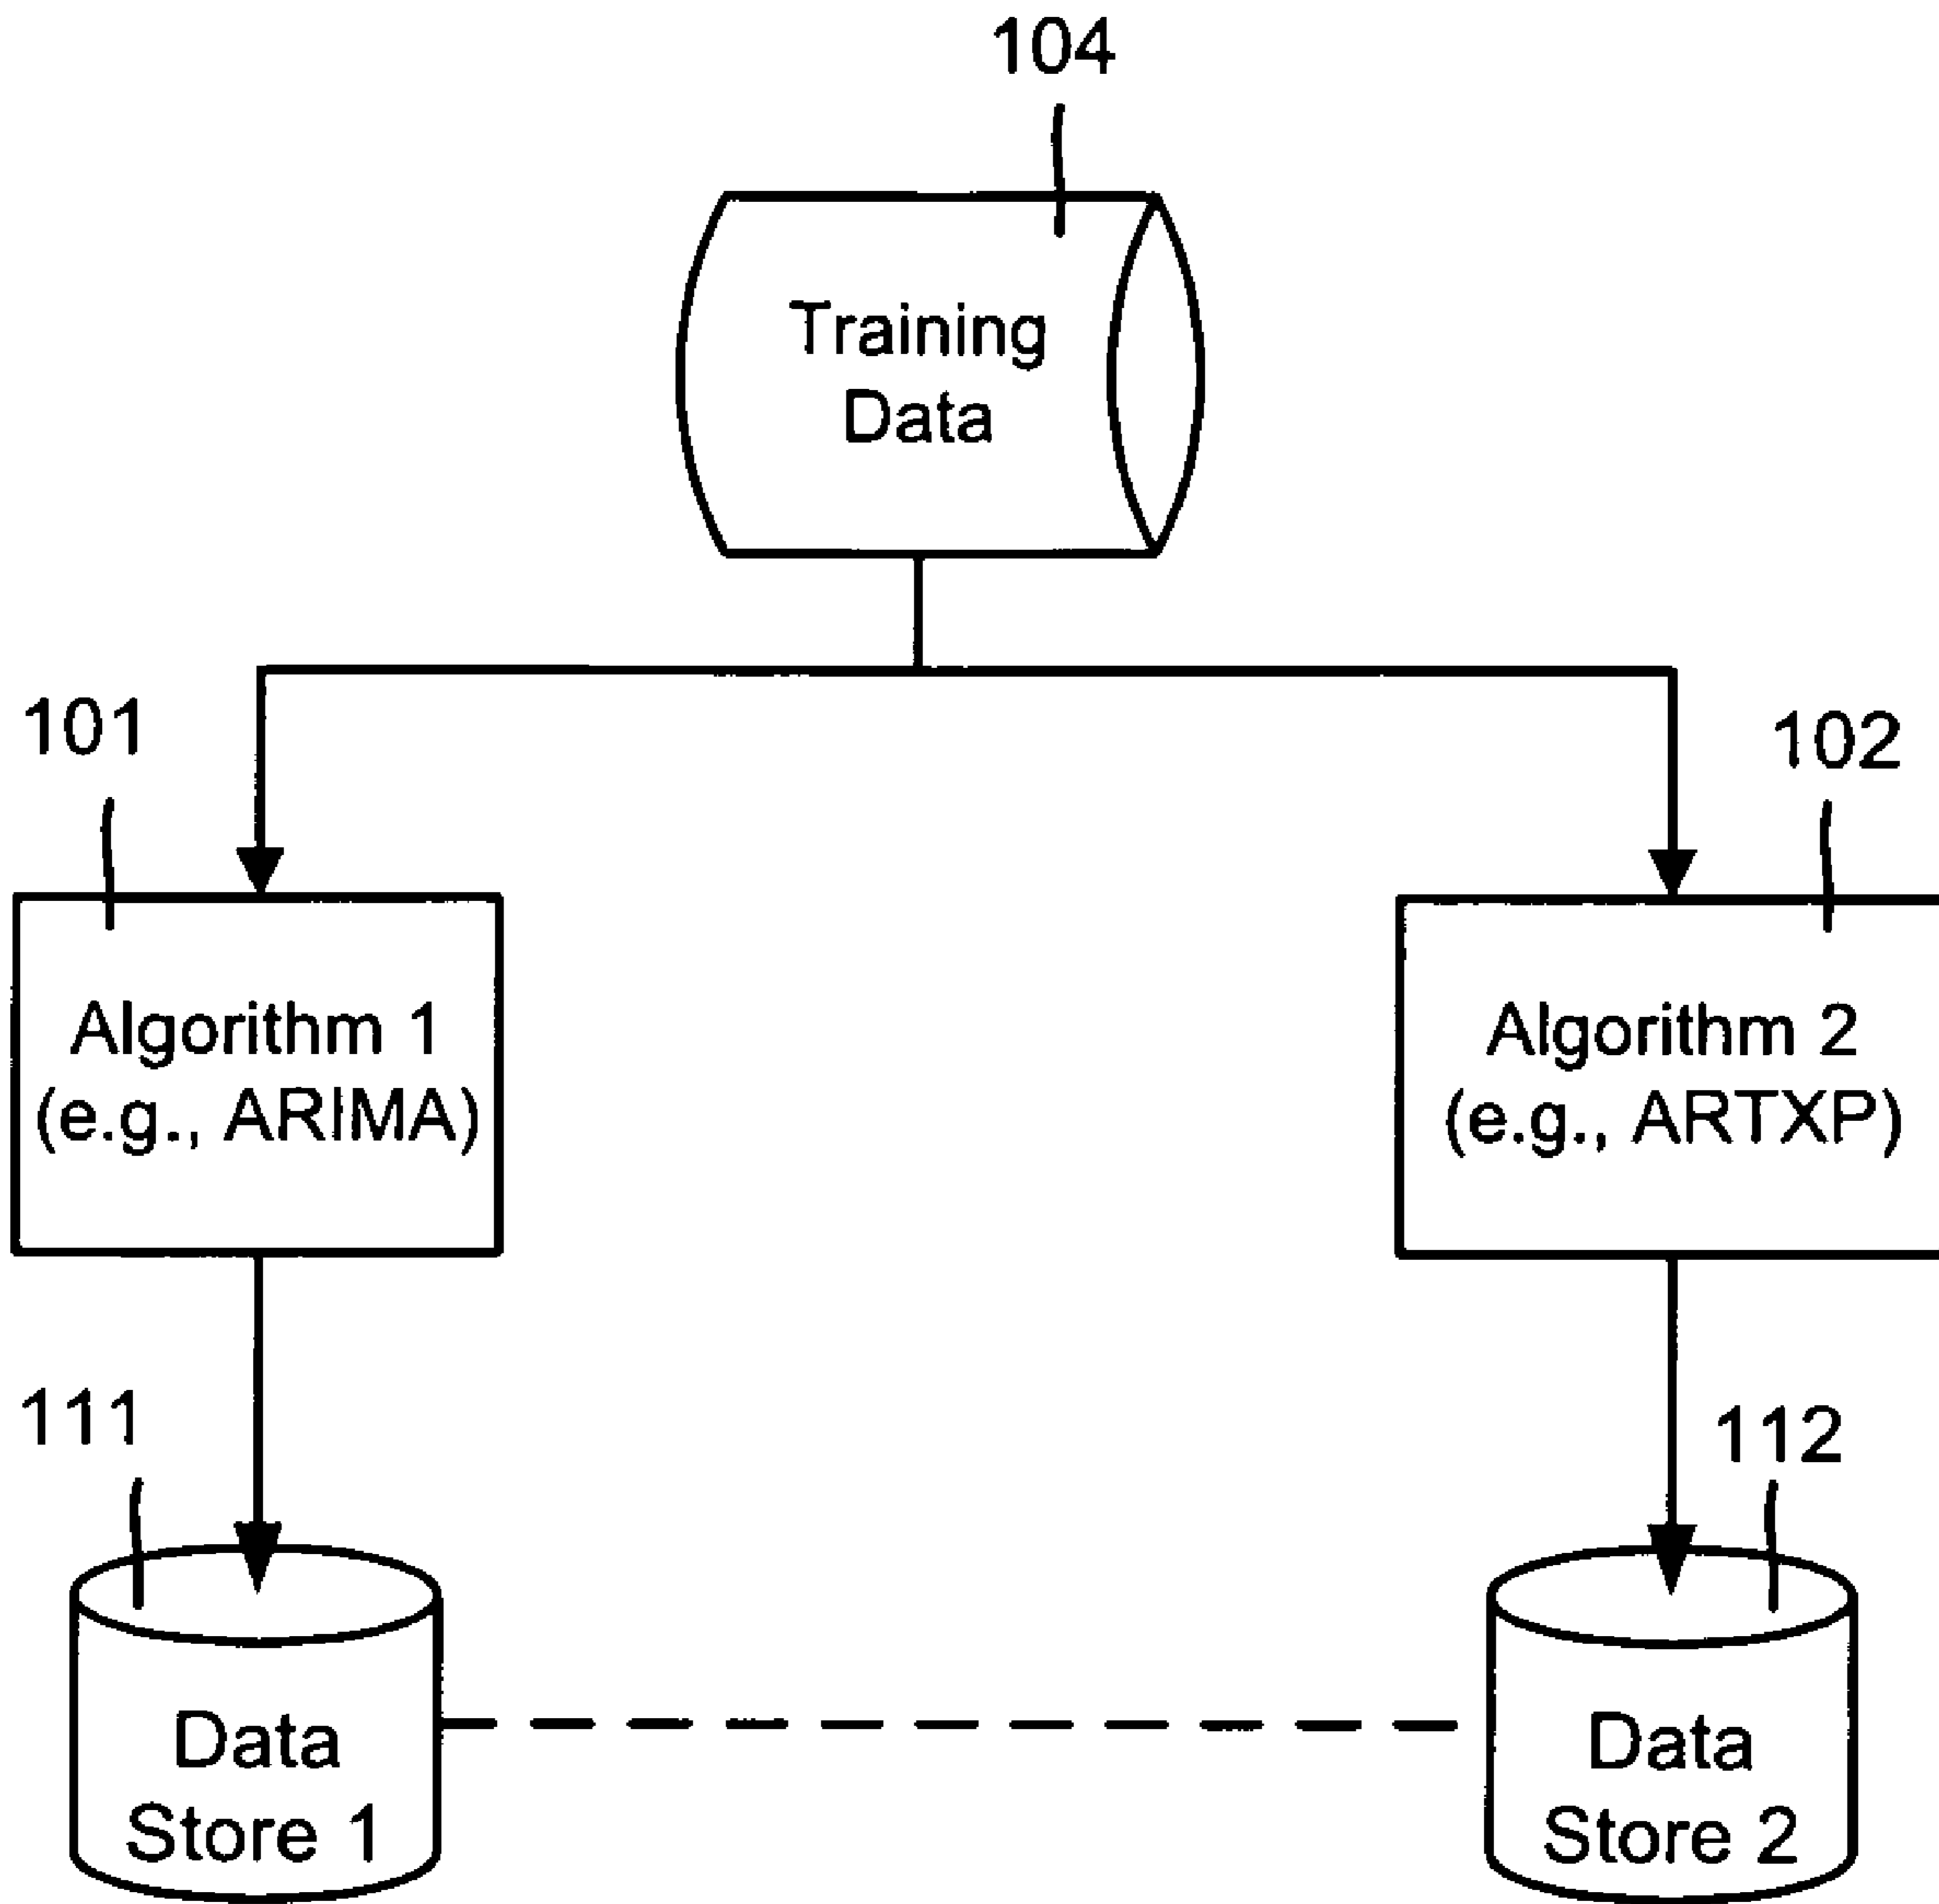 104
Training
Data
101
102
Algorithm 1
(e.g., ARIMA)
Algorithm 2
(e.g., ARTXP)
111
112
Data
Store 1
Data
Store 2